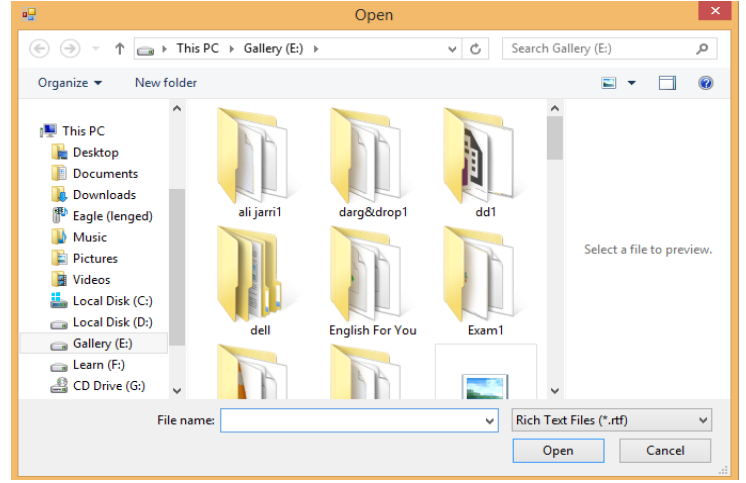 Open
This PC Gallery (E:)
Search Gallery (E:)
Organize
New folder
This PC
Desktop
Documents
Downloads
Eagle (lenged)
Music
Pictures
Videos
Local Disk (C:)
Local Disk (D:)
Gallery (E:)
Learn (F:)
CD Drive (G:)
ali jarri1
darg&drop1
dd1
dell
English For You
Exam1
Select a file to preview.
File name:
Rich Text Files (*.rtf)
Open
Cancel